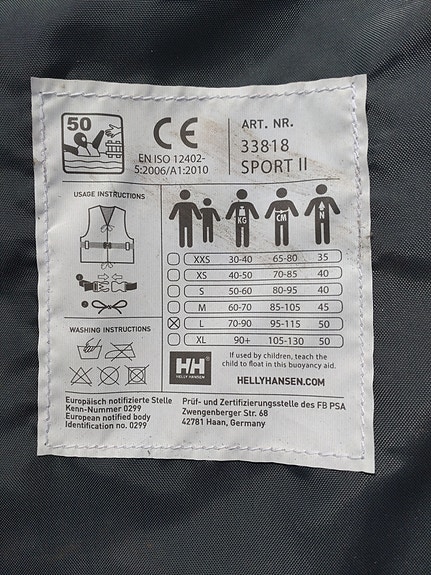 50
CE
EN ISO 12402-
5:2006/A1:2010
ART. NR.
33818
SPORT II
USAGE INSTRUCTIONS
KG CM N
XXS 30-40 65-80 35
XS 40-50 70-85 40
S 50-60 80-95 40
M 60-70 85-105 45
L 70-90 95-115 50
XL 90+ 105-130 50
WASHING INSTRUCTIONS
HH
HELLY HANSEN
If used by children, teach the
child to float in this buoyancy aid.
HELLYHANSEN.COM
Europäisch notifizierte Stelle
Kenn-Nummer 0299
European notified body
Identification no. 0299
Prüf- und Zertifizierungsstelle des FB PSA
Zwengenberger Str. 68
42781 Haan, Germany